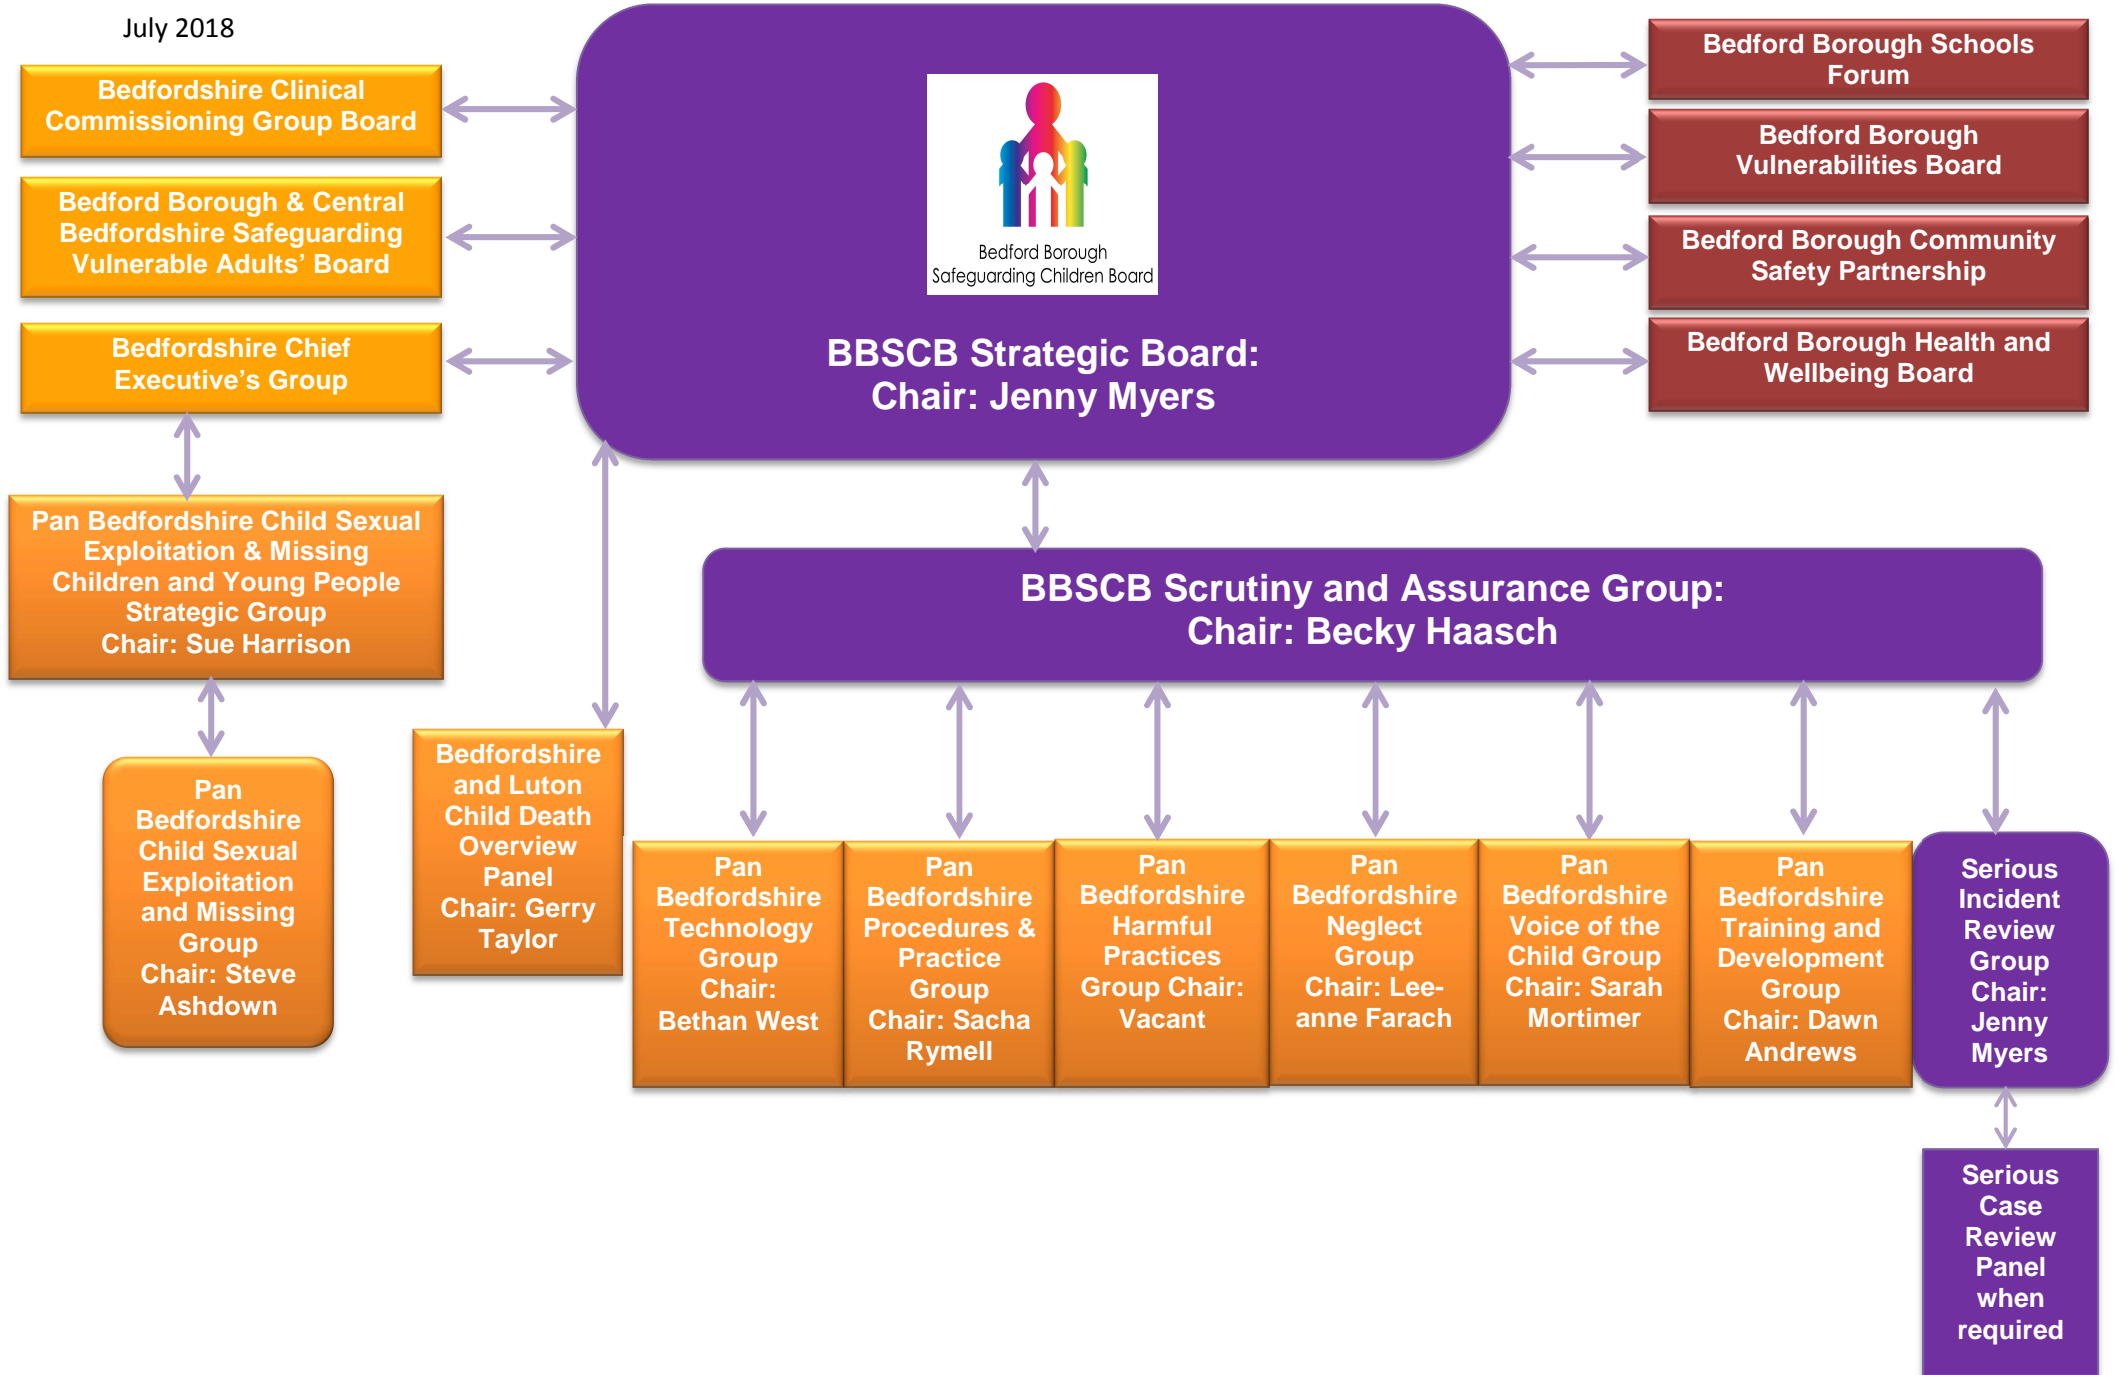 July 2018
Bedfordshire Clinical
Commissioning Group Board
Bedford Borough & Central
Bedfordshire Safeguarding
Vulnerable Adults’ Board
Bedfordshire Chief
Executive’s Group
Bedford Borough
Safeguarding Children Board
BBSCB Strategic Board:
Chair: Jenny Myers
Bedford Borough Schools
Forum
Bedford Borough
Vulnerabilities Board
Bedford Borough Community
Safety Partnership
Bedford Borough Health and
Wellbeing Board
Pan Bedfordshire Child Sexual
Exploitation & Missing
Children and Young People
Strategic Group
Chair: Sue Harrison
BBSCB Scrutiny and Assurance Group:
Chair: Becky Haasch
Pan
Bedfordshire
Child Sexual
Exploitation
and Missing
Group
Chair: Steve
Ashdown
Bedfordshire
and Luton
Child Death
Overview
Panel
Chair: Gerry
Taylor
Pan
Bedfordshire
Technology
Group
Chair:
Bethan West
Pan
Bedfordshire
Procedures &
Practice
Group
Chair: Sacha
Rymell
Pan
Bedfordshire
Harmful
Practices
Group Chair:
Vacant
Pan
Bedfordshire
Neglect
Group
Chair: Lee-
anne Farach
Pan
Bedfordshire
Voice of the
Child Group
Chair: Sarah
Mortimer
Pan
Bedfordshire
Training and
Development
Group
Chair: Dawn
Andrews
Serious
Incident
Review
Group
Chair:
Jenny
Myers
Serious
Case
Review
Panel
when
required